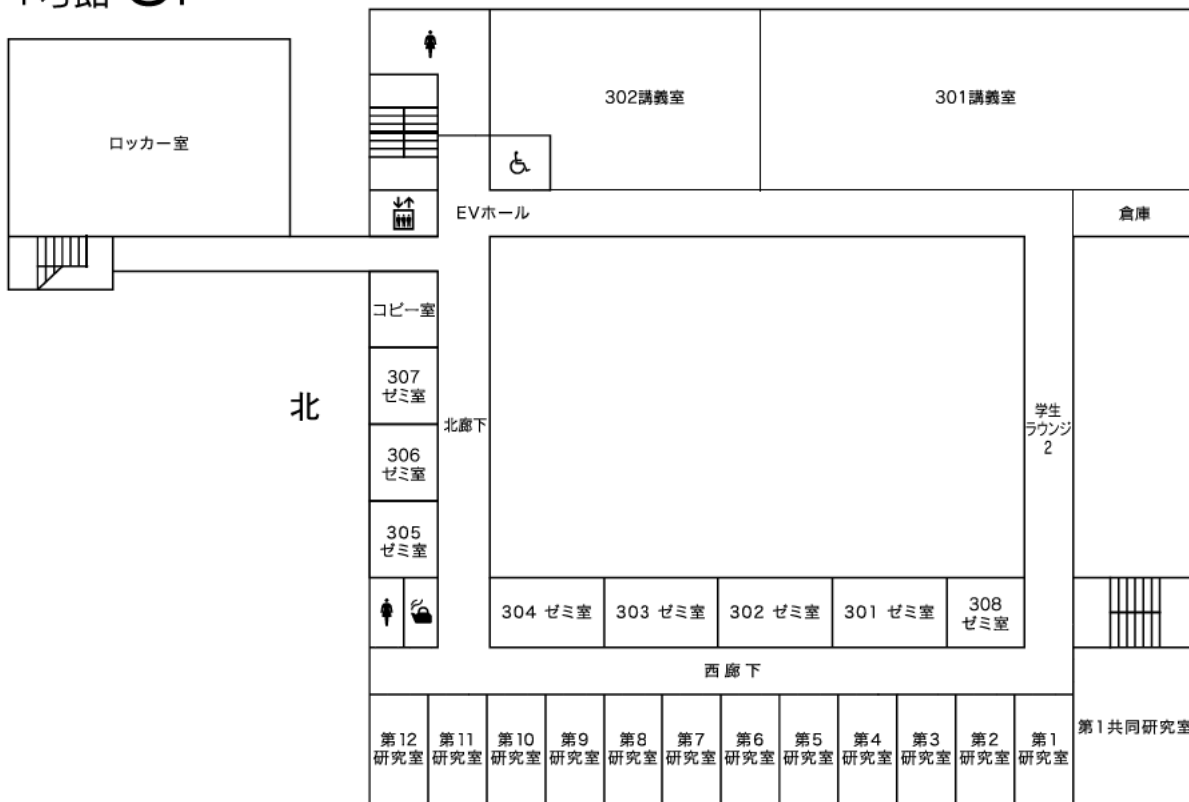 302講義室
301講義室
ロッカー室
EVホール
倉庫
コピー室
307
ゼミ室
北
北廊下
学生
ラウンジ
2
306
ゼミ室
305
ゼミ室
304 ゼミ室
303 ゼミ室
302 ゼミ室
301 ゼミ室
308
ゼミ室
西廊下
第12
研究室
第11
研究室
第10
研究室
第9
研究室
第8
研究室
第7
研究室
第6
研究室
第5
研究室
第4
研究室
第3
研究室
第2
研究室
第1
研究室
第1共同研究室